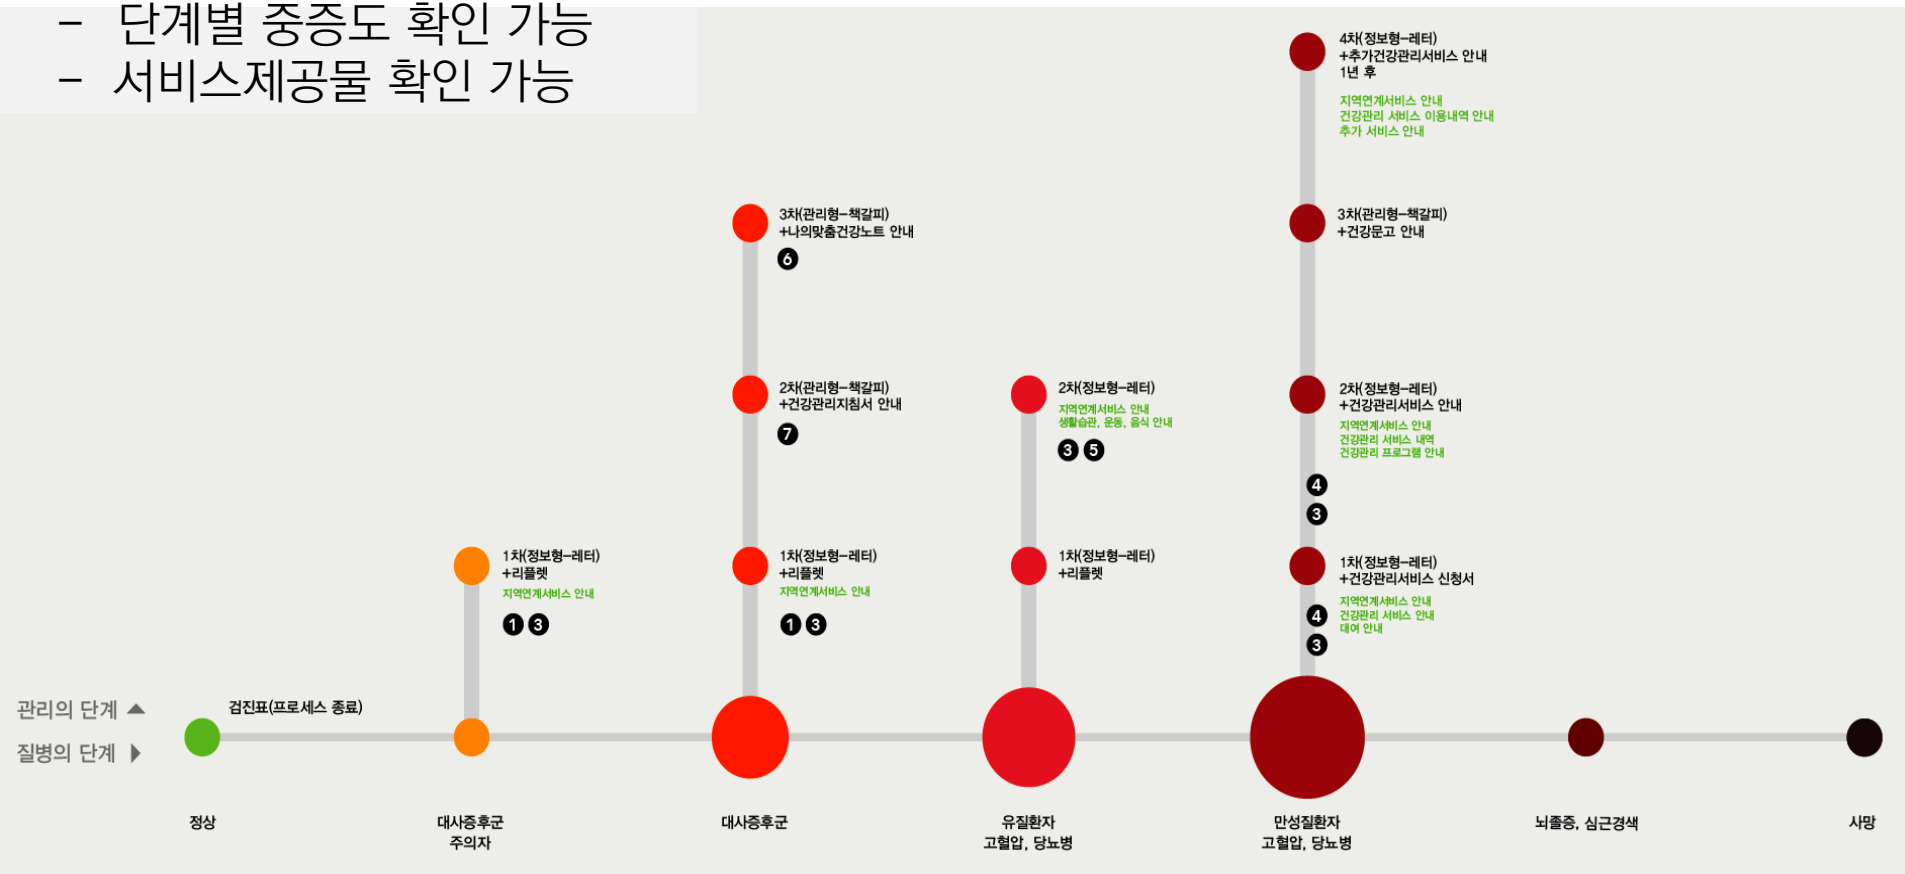 - 단계별 중증도 확인 가능
- 서비스제공물 확인 가능
4차(정보형-레터)
+추가건강관리서비스 안내
1년 후
지역연계서비스 안내
건강관리 서비스 이용내역 안내
추가 서비스 안내
3차(관리형-책갈피)
+나의맞춤건강노트 안내
6
3차(관리형-책갈피)
+건강문고 안내
2차(관리형-책갈피)
+건강관리지침서 안내
7
2차(정보형-레터)
지역연계서비스 안내
생활습관, 운동, 음식 안내
3 5
2차(정보형-레터)
+건강관리서비스 안내
지역연계서비스 안내
건강관리 서비스 내역
건강관리 프로그램 안내
4
3
1차(정보형-레터)
+리플렛
지역연계서비스 안내
1 3
1차(정보형-레터)
+리플렛
지역연계서비스 안내
1 3
1차(정보형-레터)
+리플렛
1차(정보형-레터)
+건강관리서비스 신청서
지역연계서비스 안내
건강관리 서비스 안내
대여 안내
4
3
관리의 단계 ▲
질병의 단계 ▶
검진표(프로세스 종료)
정상
대사증후군
주의자
대사증후군
유질환자
고혈압, 당뇨병
만성질환자
고혈압, 당뇨병
뇌졸증, 심근경색
사망